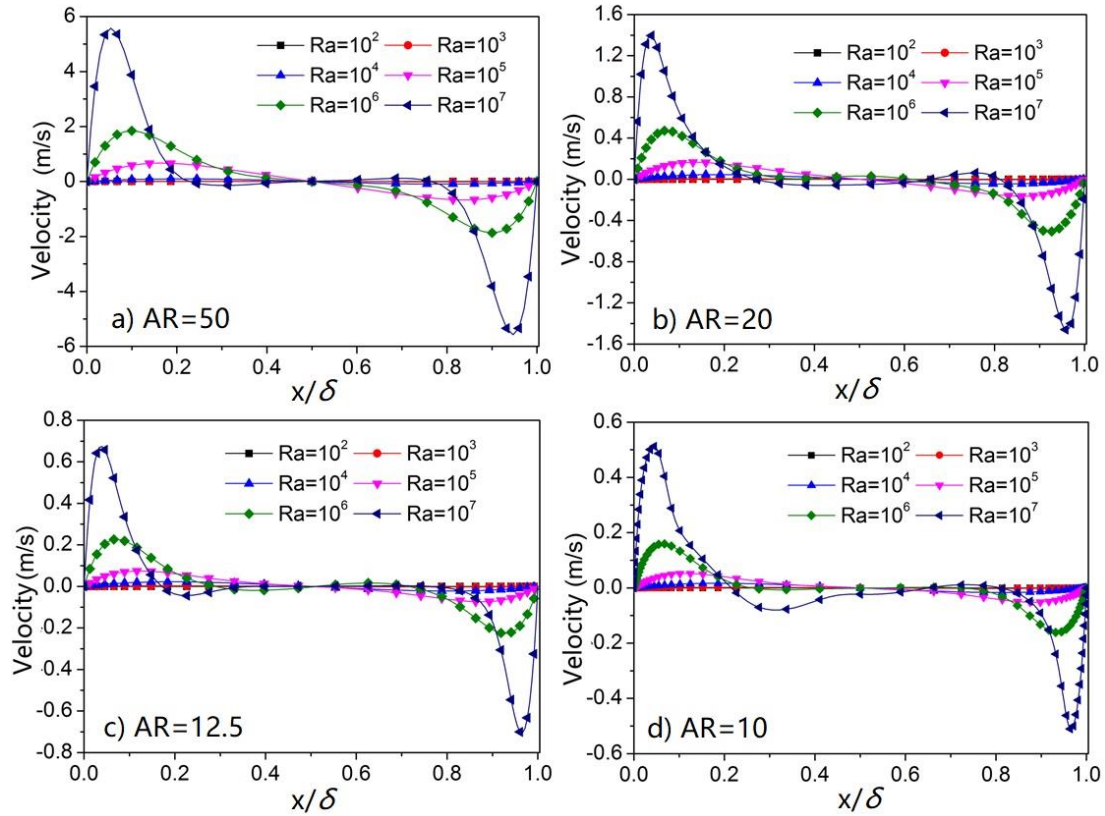 6
4
2
0
-2
-4
-6
Velocity (m/s)
Ra=10² Ra=10³
Ra=10⁴ Ra=10⁵
Ra=10⁶ Ra=10⁷
a) AR=50
0.0 0.2 0.4 0.6 0.8 1.0
x/δ
1.6
1.2
0.8
0.4
0.0
-0.4
-0.8
-1.2
-1.6
Velocity (m/s)
Ra=10² Ra=10³
Ra=10⁴ Ra=10⁵
Ra=10⁶ Ra=10⁷
b) AR=20
0.0 0.2 0.4 0.6 0.8 1.0
x/δ
0.8
0.6
0.4
0.2
0.0
-0.2
-0.4
-0.6
-0.8
Velocity (m/s)
Ra=10² Ra=10³
Ra=10⁴ Ra=10⁵
Ra=10⁶ Ra=10⁷
c) AR=12.5
0.0 0.2 0.4 0.6 0.8 1.0
x/δ
0.6
0.4
0.2
0.0
-0.2
-0.4
-0.6
Velocity (m/s)
Ra=10² Ra=10³
Ra=10⁴ Ra=10⁵
Ra=10⁶ Ra=10⁷
d) AR=10
0.0 0.2 0.4 0.6 0.8 1.0
x/δ